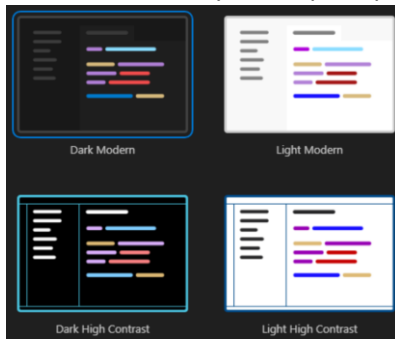 Dark Modern
Light Modern
Dark High Contrast
Light High Contrast